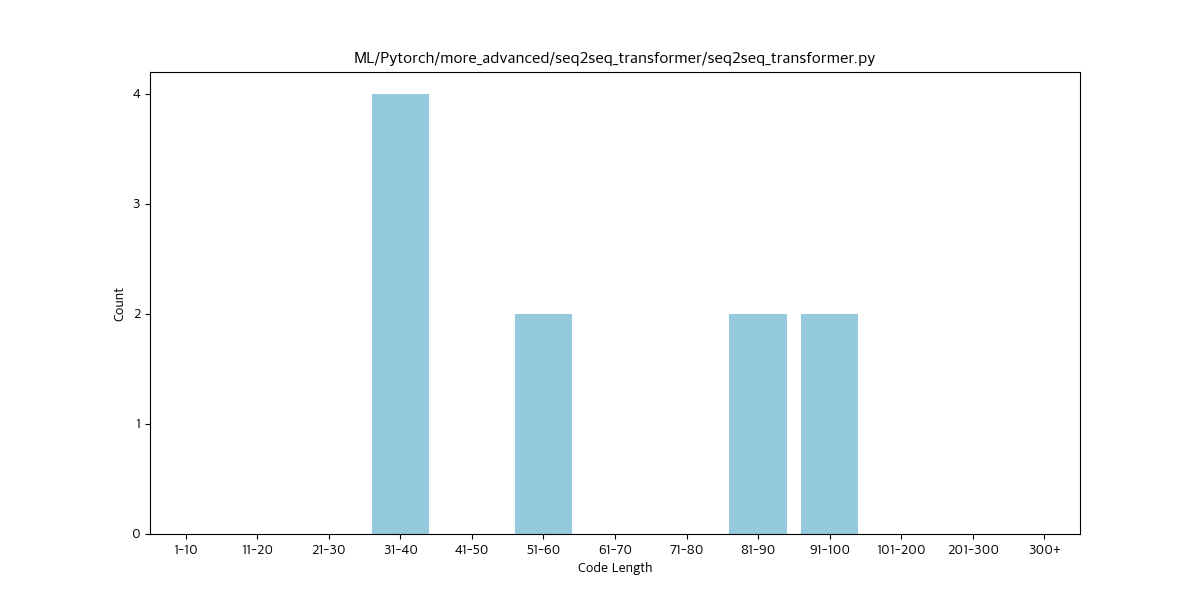 ML/Pytorch/more_advanced/seq2seq_transformer/seq2seq_transformer.py
4
3
2
1
0
Count
1-10 11-20 21-30 31-40 41-50 51-60 61-70 71-80 81-90 91-100 101-200 201-300 300+
Code Length